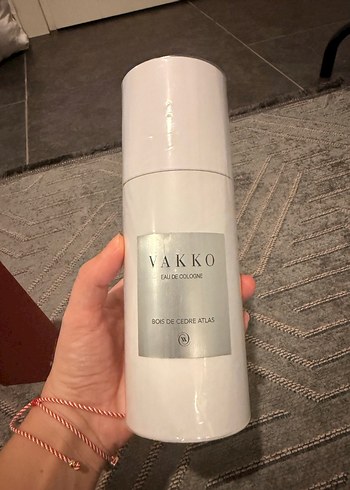 VAKKO
EAU DE COLOGNE
BOIS DE CEDRE ATLAS